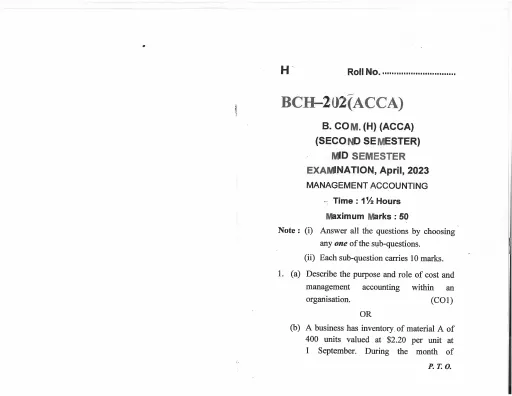 H Roll No. ................................
BCH-202(ACCA)
B. COM. (H) (ACCA)
(SECOND SEMESTER)
MID SEMESTER
EXAMINATION, April, 2023
MANAGEMENT ACCOUNTING
Time : 1½ Hours
Maximum Marks : 50
Note : (i) Answer all the questions by choosing
any one of the sub-questions.
(ii) Each sub-question carries 10 marks.
1. (a) Describe the purpose and role of cost and
management accounting within an
organisation. (CO1)
OR
(b) A business has inventory of material A of
400 units valued at $2.20 per unit at
1 September. During the month of
P. T. O.